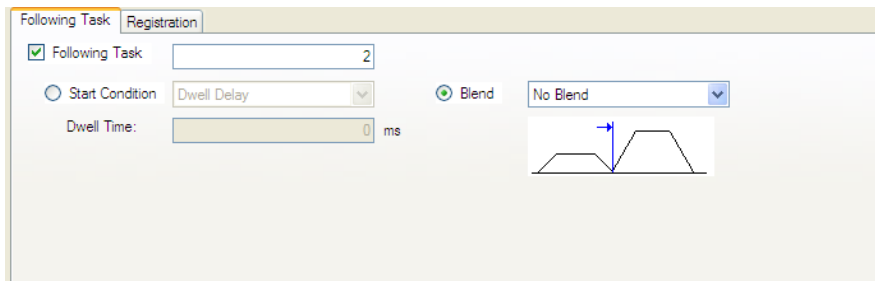 Following Task Registration
Following Task 2
Start Condition Dwell Delay Blend No Blend
Dwell Time: 0 ms